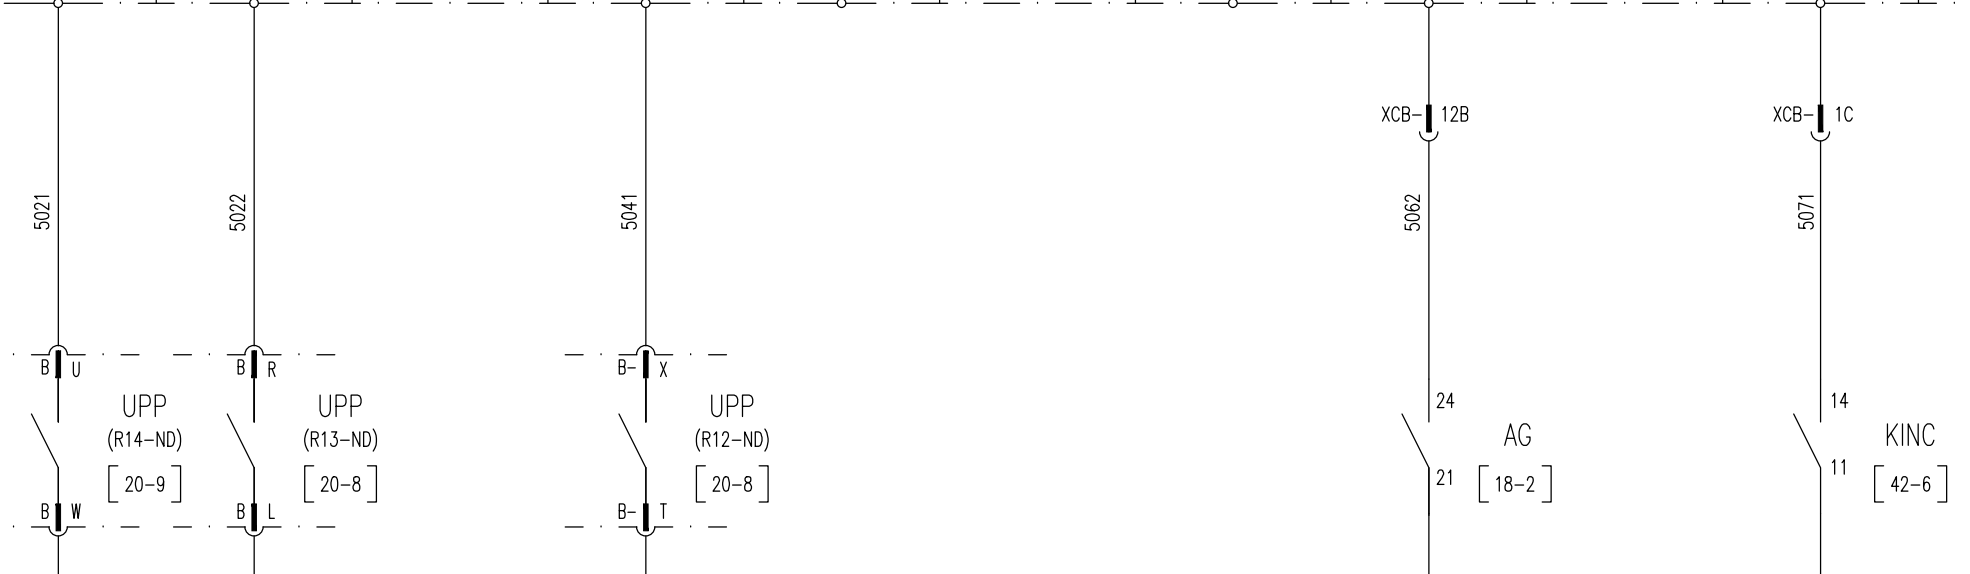 XCB- 12B
XCB- 1C
5021
5022
5041
5062
5071
B U
B R
B- X
24
14
UPP
UPP
UPP
(R14-ND)
(R13-ND)
(R12-ND)
AG
KINC
21
11
20-9
20-8
20-8
18-2
42-6
B W
B L
B- T